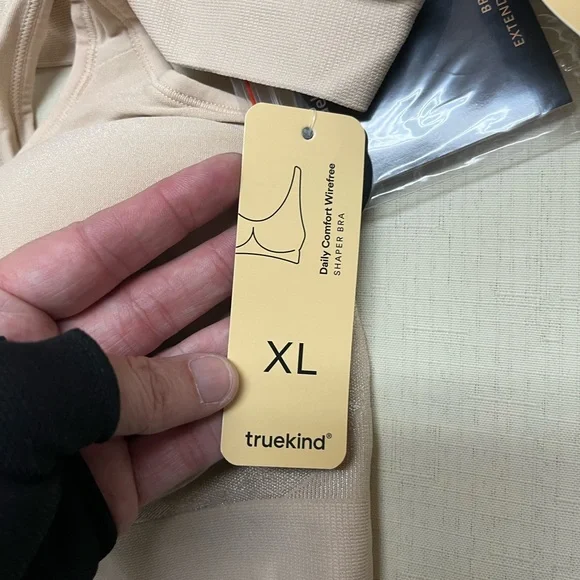 Daily Comfort Wirefree
SHAPER BRA
XL
truekind®